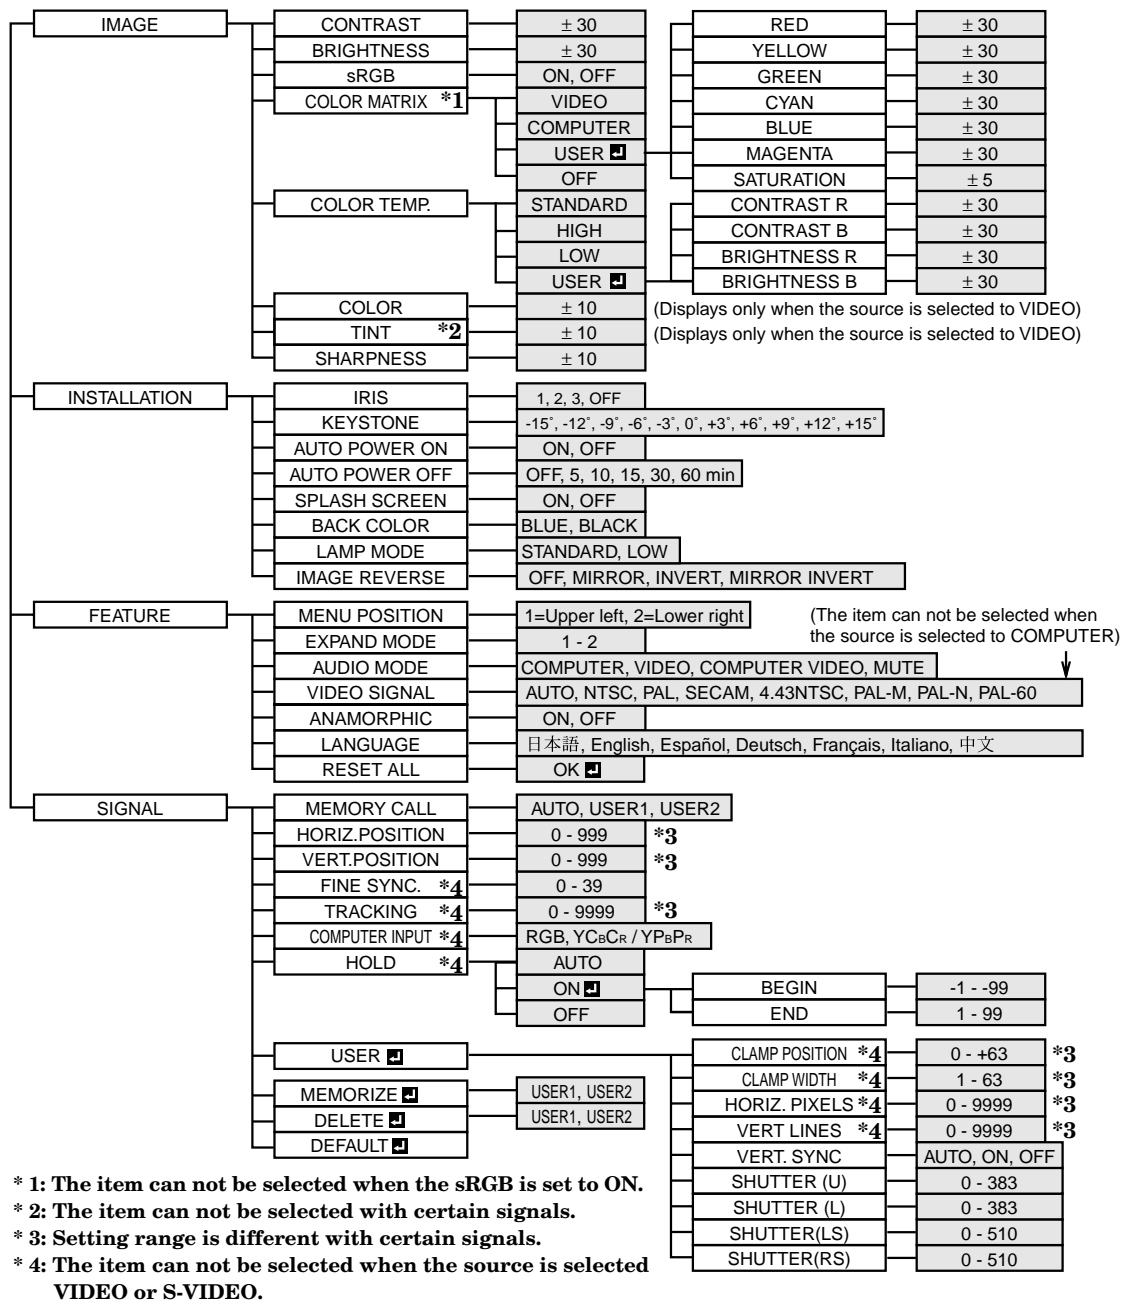 IMAGE
CONTRAST ± 30
BRIGHTNESS ± 30
sRGB ON, OFF
COLOR MATRIX *1 VIDEO
COMPUTER
USER
OFF
RED ± 30
YELLOW ± 30
GREEN ± 30
CYAN ± 30
BLUE ± 30
MAGENTA ± 30
SATURATION ± 5
COLOR TEMP. STANDARD
HIGH
LOW
USER
CONTRAST R ± 30
CONTRAST B ± 30
BRIGHTNESS R ± 30
BRIGHTNESS B ± 30
COLOR ± 10 (Displays only when the source is selected to VIDEO)
TINT *2 ± 10 (Displays only when the source is selected to VIDEO)
SHARPNESS ± 10
INSTALLATION
IRIS 1, 2, 3, OFF
KEYSTONE -15°, -12°, -9°, -6°, -3°, 0°, +3°, +6°, +9°, +12°, +15°
AUTO POWER ON ON, OFF
AUTO POWER OFF OFF, 5, 10, 15, 30, 60 min
SPLASH SCREEN ON, OFF
BACK COLOR BLUE, BLACK
LAMP MODE STANDARD, LOW
IMAGE REVERSE OFF, MIRROR, INVERT, MIRROR INVERT
FEATURE
MENU POSITION 1=Upper left, 2=Lower right
(The item can not be selected when
the source is selected to COMPUTER)
EXPAND MODE 1 - 2
AUDIO MODE COMPUTER, VIDEO, COMPUTER VIDEO, MUTE
VIDEO SIGNAL AUTO, NTSC, PAL, SECAM, 4.43NTSC, PAL-M, PAL-N, PAL-60
ANAMORPHIC ON, OFF
LANGUAGE 日本語, English, Español, Deutsch, Français, Italiano, 中文
RESET ALL OK
SIGNAL
MEMORY CALL AUTO, USER1, USER2
HORIZ.POSITION 0 - 999 *3
VERT.POSITION 0 - 999 *3
FINE SYNC. *4 0 - 39
TRACKING *4 0 - 9999 *3
COMPUTER INPUT *4 RGB, YCBCR / YPBPR
HOLD *4 AUTO
ON
OFF
BEGIN -1 - -99
END 1 - 99
USER
CLAMP POSITION *4 0 - +63 *3
CLAMP WIDTH *4 1 - 63 *3
HORIZ. PIXELS *4 0 - 9999 *3
VERT LINES *4 0 - 9999 *3
VERT. SYNC AUTO, ON, OFF
SHUTTER (U) 0 - 383
SHUTTER (L) 0 - 383
SHUTTER(LS) 0 - 510
SHUTTER(RS) 0 - 510
MEMORIZE USER1, USER2
DELETE USER1, USER2
DEFAULT
* 1: The item can not be selected when the sRGB is set to ON.
* 2: The item can not be selected with certain signals.
* 3: Setting range is different with certain signals.
* 4: The item can not be selected when the source is selected
VIDEO or S-VIDEO.